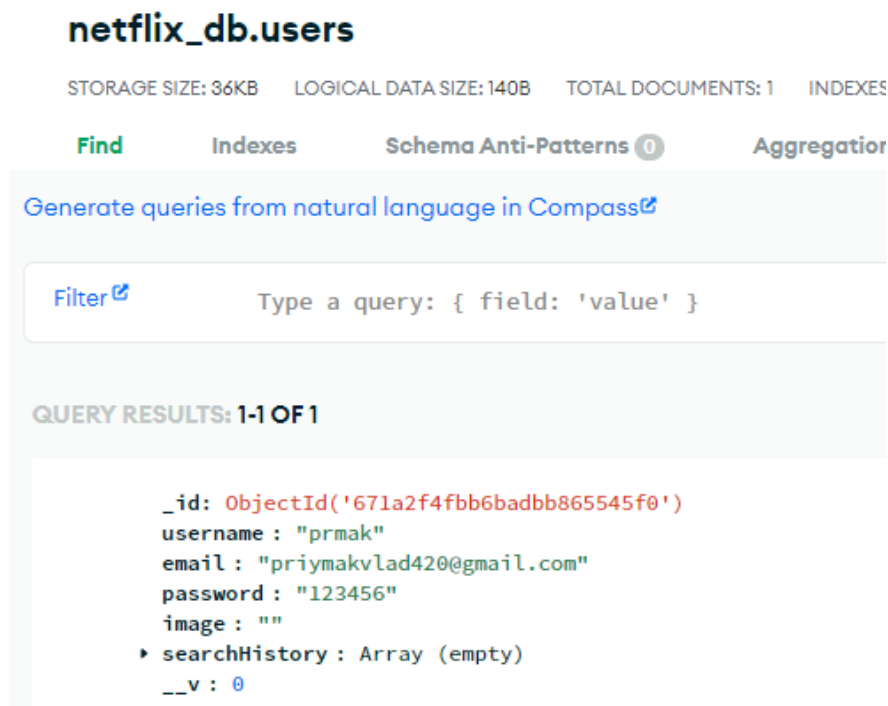 netflix_db.users
STORAGE SIZE: 36KB LOGICAL DATA SIZE: 140B TOTAL DOCUMENTS: 1 INDEXES
Find Indexes Schema Anti-Patterns 0 Aggregation
Generate queries from natural language in Compass
Filter Type a query: { field: 'value' }
QUERY RESULTS: 1-1 OF 1
_id: ObjectId('671a2f4fbb6badbb865545f0')
username : "prmak"
email : "priymakvlad420@gmail.com"
password : "123456"
image : ""
searchHistory : Array (empty)
__v : 0